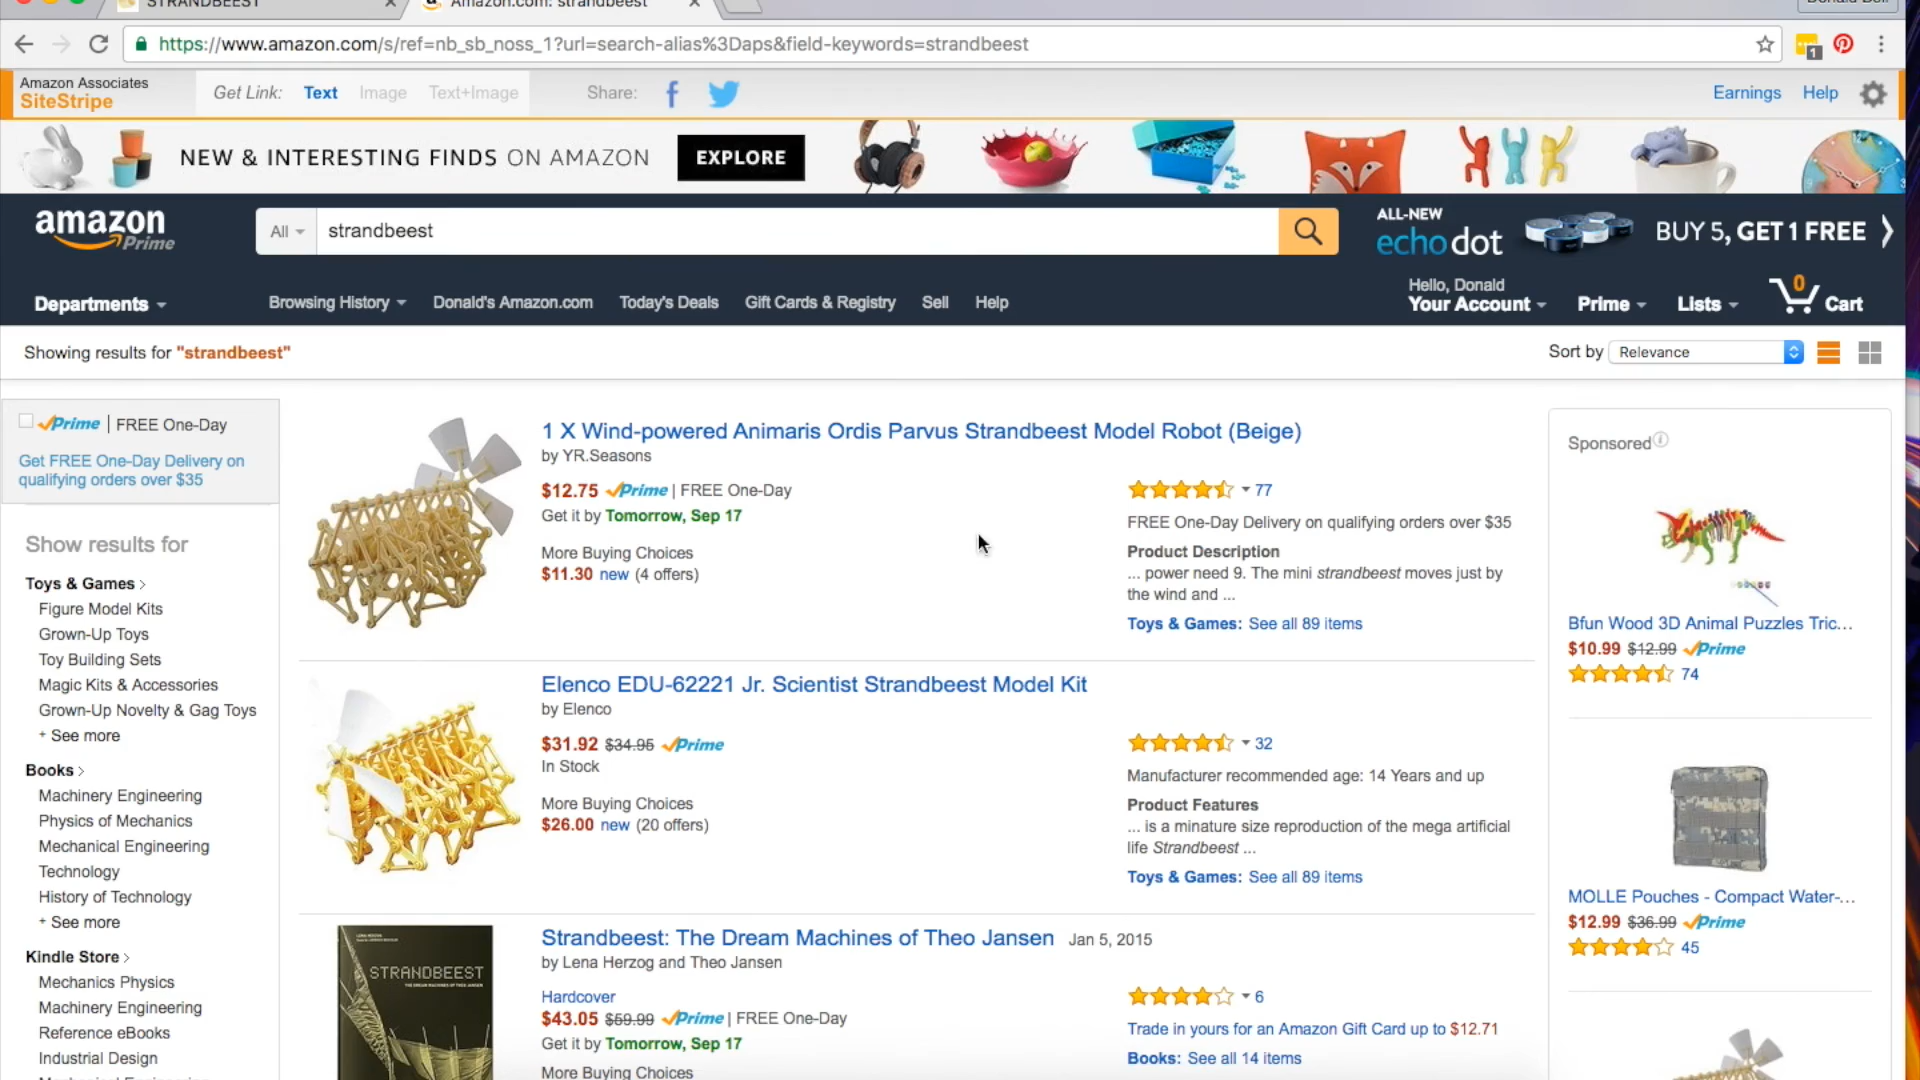 STRANDBEEST
Amazon.com: strandbeest
https://www.amazon.com/s/ref=nb_sb_noss_1?url=search-alias%3Daps&field-keywords=strandbeest
1
Amazon Associates
SiteStripe
Get Link: Text Image Text+Image Share:
Earnings Help
NEW & INTERESTING FINDS ON AMAZON EXPLORE
amazon Prime
All
strandbeest
ALL-NEW
echo dot
BUY 5, GET 1 FREE
Departments
Browsing History Donald's Amazon.com Today's Deals Gift Cards & Registry Sell Help
Hello, Donald
Your Account Prime Lists 0 Cart
Showing results for "strandbeest"
Sort by Relevance
Prime | FREE One-Day
Get FREE One-Day Delivery on
qualifying orders over $35
Show results for
Toys & Games
Figure Model Kits
Grown-Up Toys
Toy Building Sets
Magic Kits & Accessories
Grown-Up Novelty & Gag Toys
+ See more
Books
Machinery Engineering
Physics of Mechanics
Mechanical Engineering
Technology
History of Technology
+ See more
Kindle Store
Mechanics Physics
Machinery Engineering
Reference eBooks
Industrial Design
1 X Wind-powered Animaris Ordis Parvus Strandbeest Model Robot (Beige)
by YR.Seasons
$12.75 Prime | FREE One-Day
Get it by Tomorrow, Sep 17
More Buying Choices
$11.30 new (4 offers)
77
FREE One-Day Delivery on qualifying orders over $35
Product Description
... power need 9. The mini strandbeest moves just by
the wind and ...
Toys & Games: See all 89 items
Elenco EDU-62221 Jr. Scientist Strandbeest Model Kit
by Elenco
$31.92 $34.95 Prime
In Stock
More Buying Choices
$26.00 new (20 offers)
32
Manufacturer recommended age: 14 Years and up
Product Features
... is a minature size reproduction of the mega artificial
life Strandbeest ...
Toys & Games: See all 89 items
STRANDBEEST
Strandbeest: The Dream Machines of Theo Jansen Jan 5, 2015
by Lena Herzog and Theo Jansen
Hardcover
$43.05 $59.99 Prime | FREE One-Day
Get it by Tomorrow, Sep 17
More Buying Choices
6
Trade in yours for an Amazon Gift Card up to $12.71
Books: See all 14 items
Sponsored
Bfun Wood 3D Animal Puzzles Tric...
$10.99 $12.99 Prime
74
MOLLE Pouches - Compact Water-...
$12.99 $36.99 Prime
45